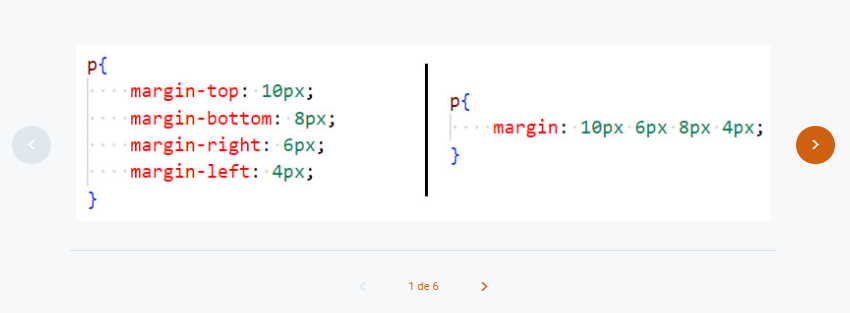 p{
margin-top: 10px;
margin-bottom: 8px;
margin-right: 6px;
margin-left: 4px;
}
p{
margin: 10px 6px 8px 4px;
}
1 de 6